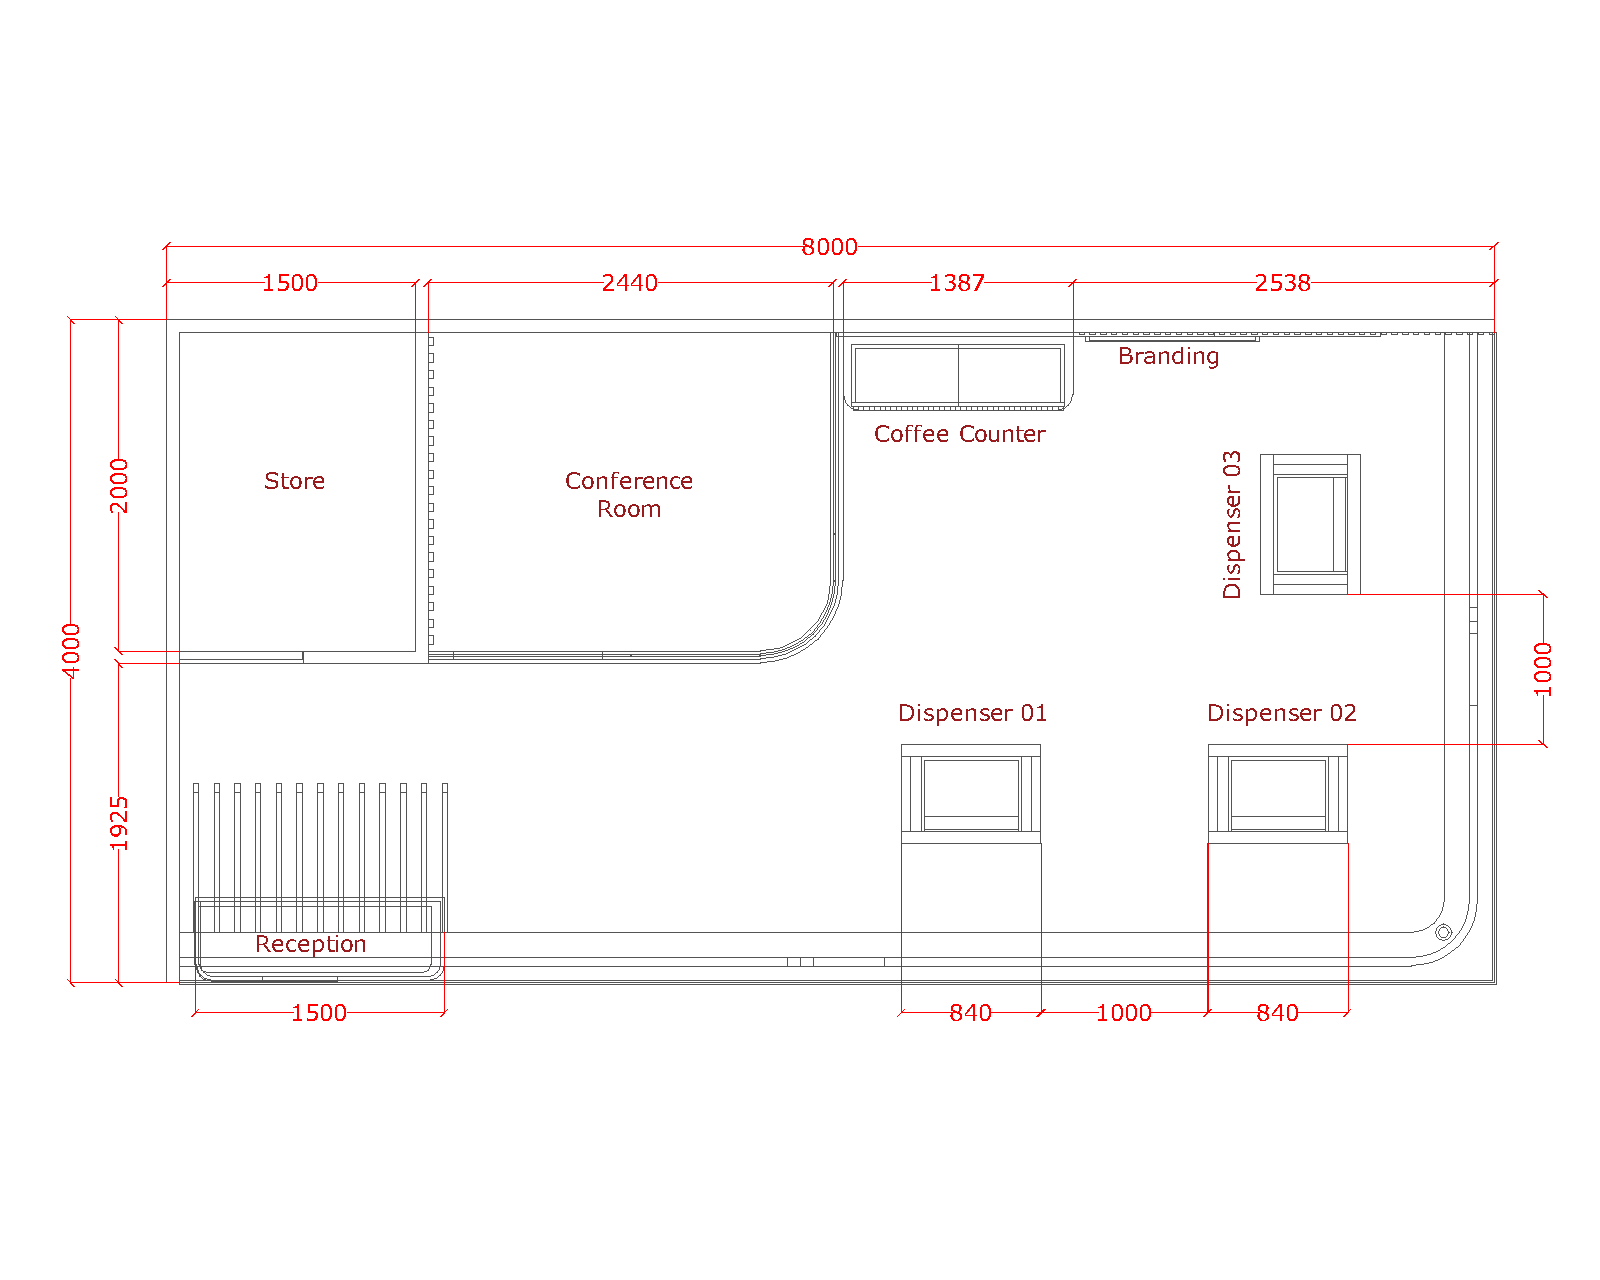 8000
1500
2440
1387
2538
Branding
Coffee Counter
Store
Conference
Room
2000
Dispenser 03
4000
1000
Dispenser 01
Dispenser 02
1925
Reception
1500
840
1000
840